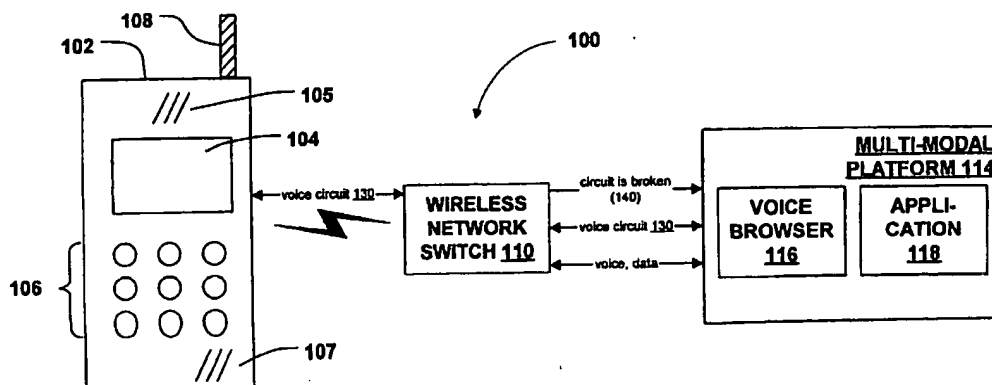 108
102
100
105
104
MULTI-MODAL
PLATFORM 114
voice circuit 130
WIRELESS
NETWORK
SWITCH 110
circuit is broken
(140)
voice circuit 130
voice, data
VOICE
BROWSER
116
APPLI-
CATION
118
106
107